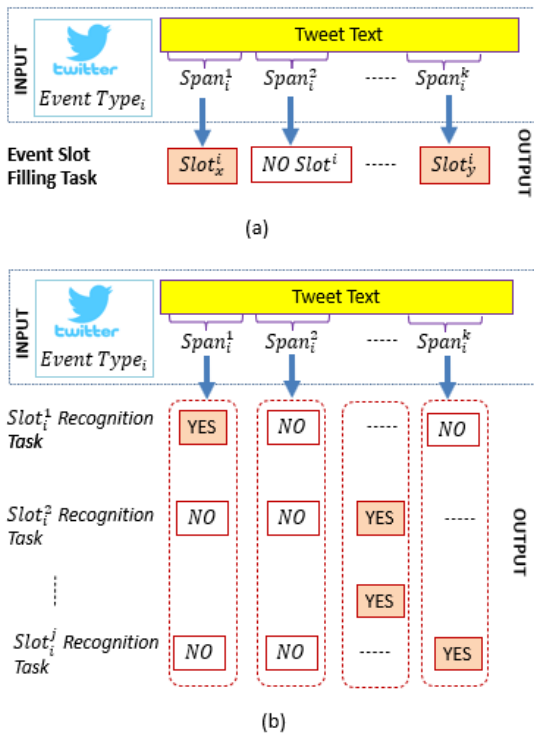 INPUT
Tweet Text
twitter
Event Type_i
Span_i^1 Span_i^2 ----- Span_i^k
OUTPUT
Event Slot
Filling Task
Slot_x^i NO Slot^i ----- Slot_y^i
(a)
INPUT
Tweet Text
twitter
Event Type_i
Span_i^1 Span_i^2 ----- Span_i^k
Slot_i^1 Recognition
Task
YES NO ----- NO
Slot_i^2 Recognition
Task
NO NO YES -----
OUTPUT
YES
Slot_i^j Recognition
Task
NO NO ----- YES
(b)